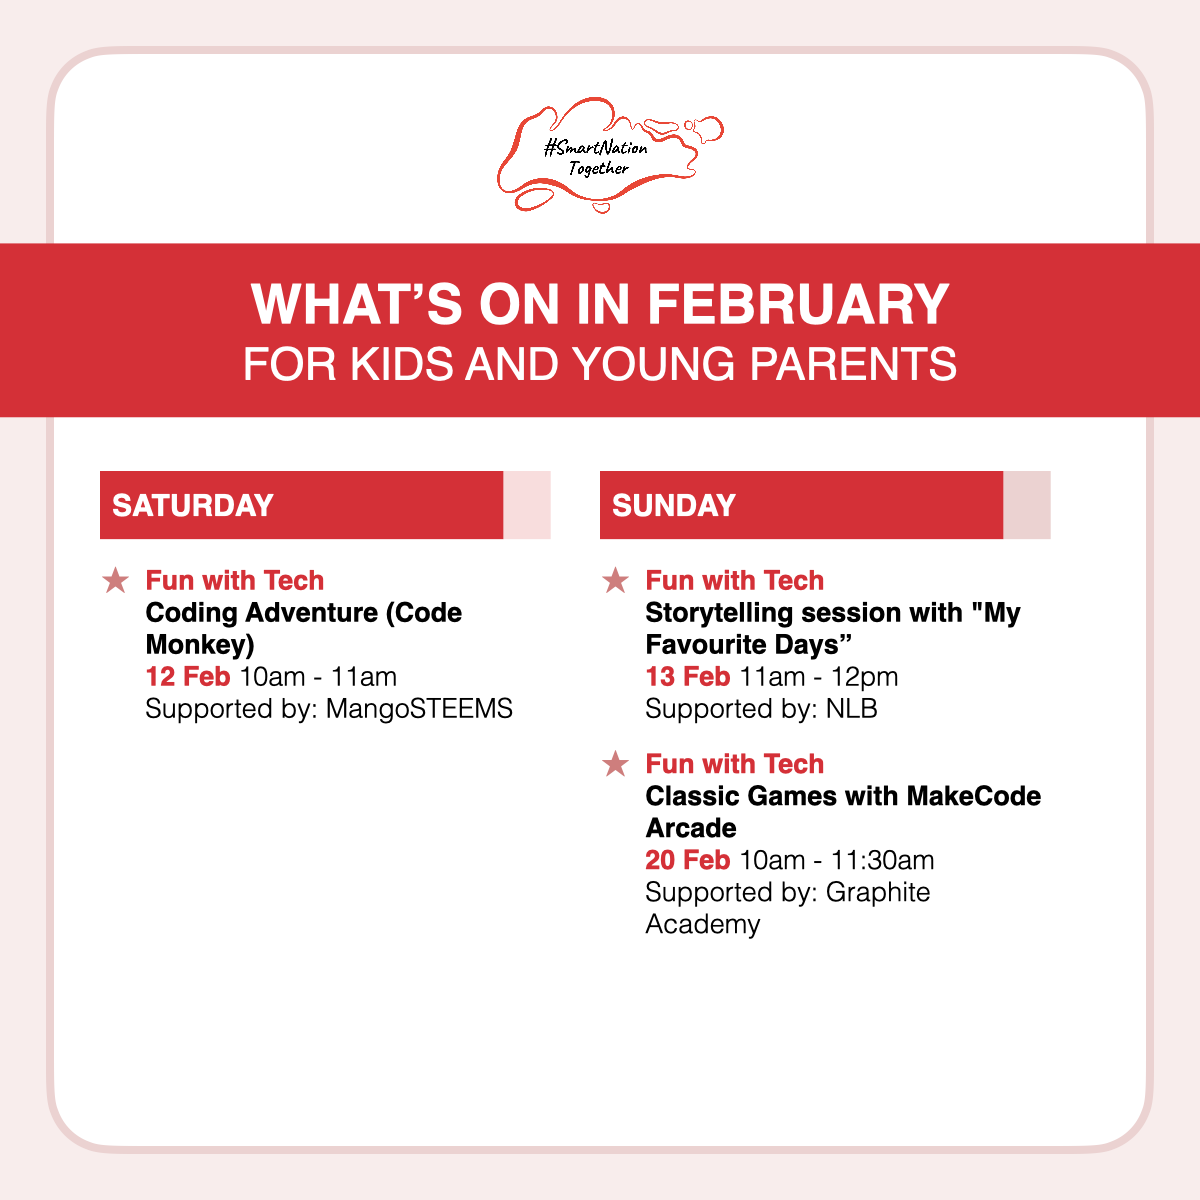 #SmartNation
Together
WHAT’S ON IN FEBRUARY
FOR KIDS AND YOUNG PARENTS
SATURDAY
★ Fun with Tech
Coding Adventure (Code
Monkey)
12 Feb 10am - 11am
Supported by: MangoSTEEMS
SUNDAY
★ Fun with Tech
Storytelling session with "My
Favourite Days”
13 Feb 11am - 12pm
Supported by: NLB
★ Fun with Tech
Classic Games with MakeCode
Arcade
20 Feb 10am - 11:30am
Supported by: Graphite
Academy